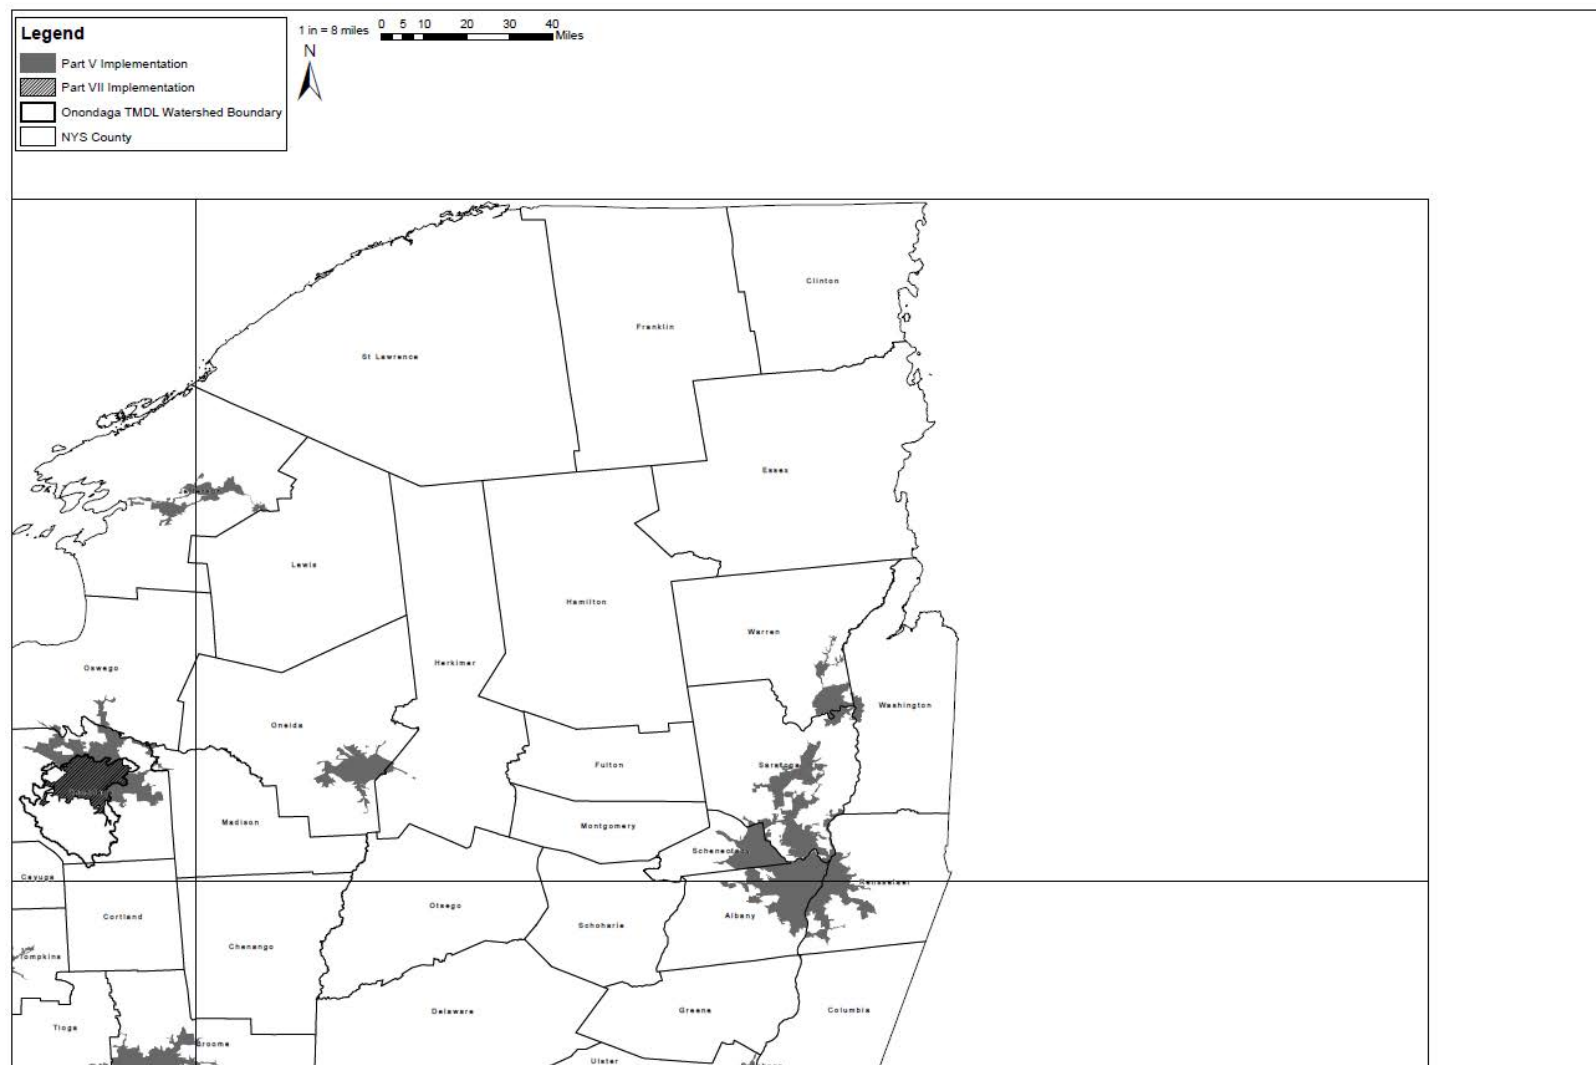 Legend
Part V Implementation
Part VII Implementation
Onondaga TMDL Watershed Boundary
NYS County
1 in = 8 miles
0 5 10 20 30 40
Miles
N
Clinton
Franklin
St Lawrence
Essex
Jefferson
Lewis
Hamilton
Warren
Oswego
Herkimer
Washington
Oneida
Fulton
Saratoga
Madison
Montgomery
Schenectady
Cayuga
Rensselaer
Cortland
Otsego
Albany
Schoharie
Chenango
Tompkins
Delaware
Greene
Columbia
Tioga
Broome
Ulster